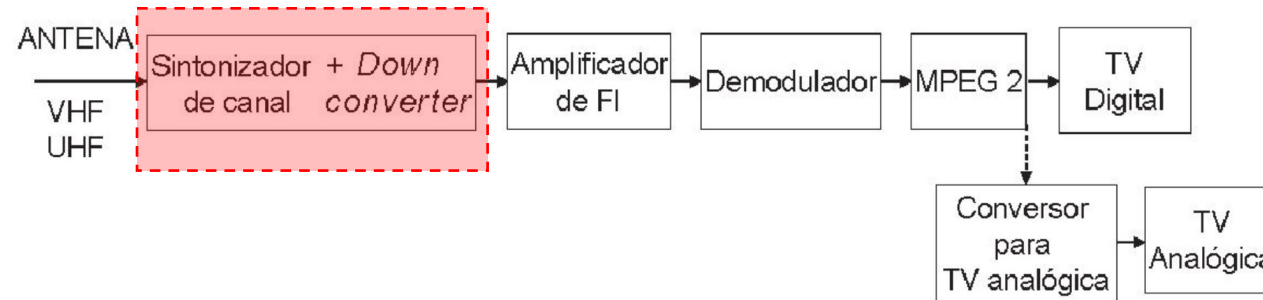 ANTENA
VHF
UHF
Sintonizador + Down
de canal converter
Amplificador
de FI
Demodulador
MPEG 2
TV
Digital
Conversor
para
TV analógica
TV
Analógica